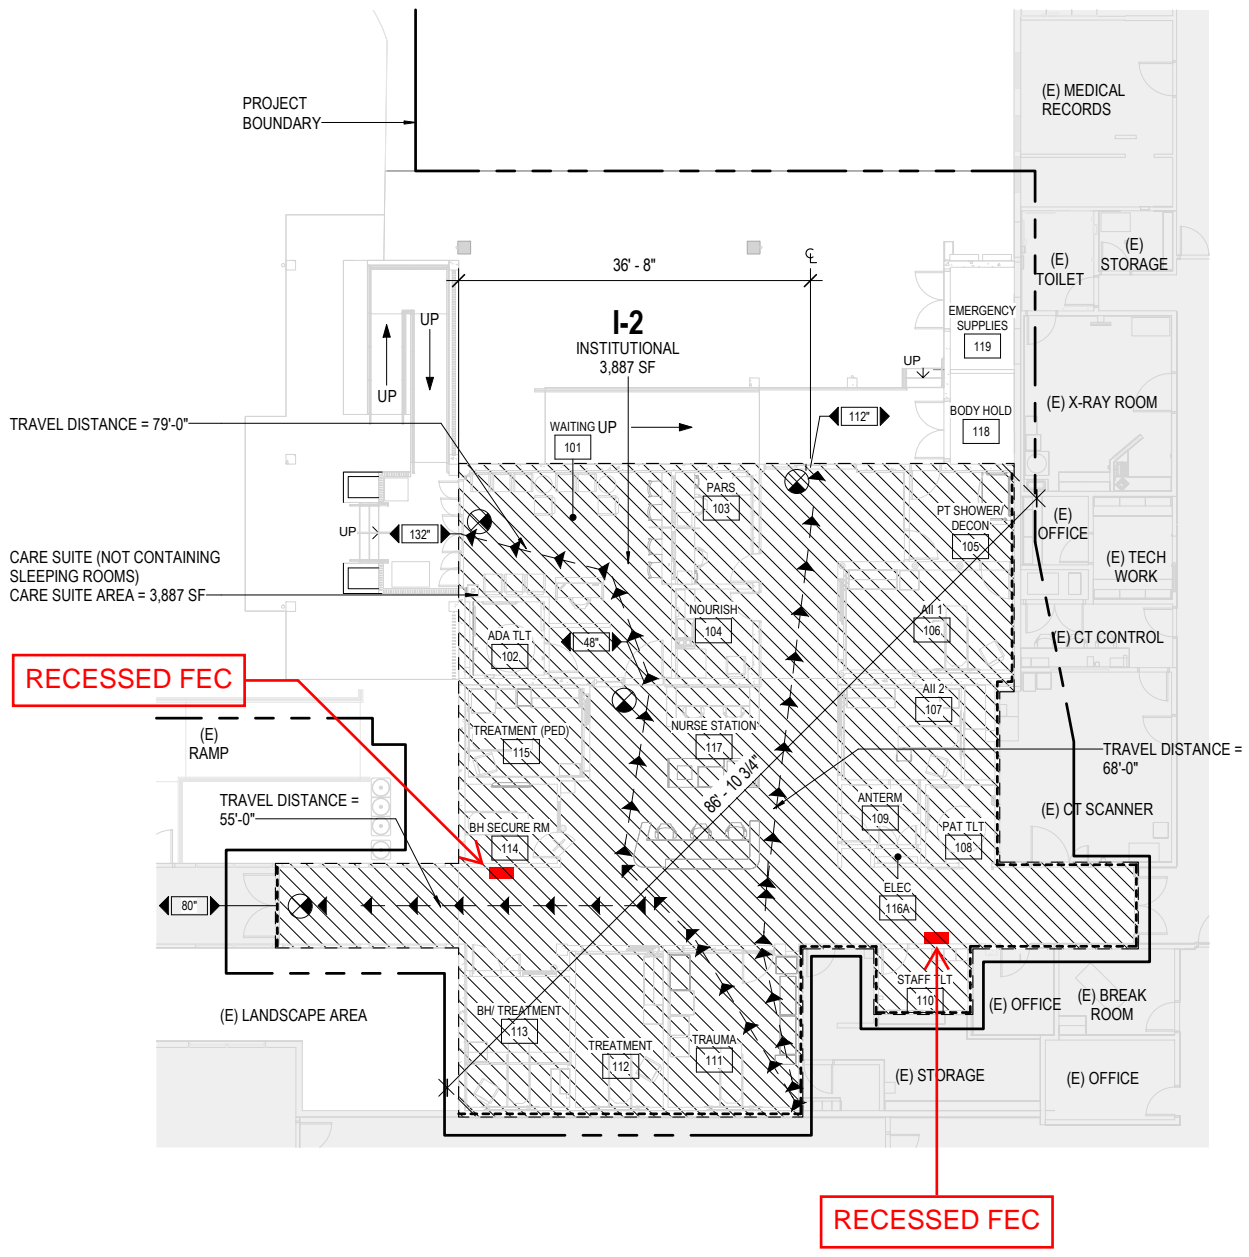 PROJECT
BOUNDARY
(E) MEDICAL
RECORDS
(E)
TOILET
(E)
STORAGE
36' - 8"
℄
I-2
INSTITUTIONAL
3,887 SF
EMERGENCY
SUPPLIES
119
UP
UP
UP
TRAVEL DISTANCE = 79'-0"
WAITING
101
UP
112"
BODY HOLD
118
(E) X-RAY ROOM
PARS
103
PT SHOWER/
DECON
105
(E)
OFFICE
UP
132"
(E) TECH
WORK
CARE SUITE (NOT CONTAINING
SLEEPING ROOMS)
CARE SUITE AREA = 3,887 SF
ADA TLT
102
48"
NOURISH
104
AII 1
106
(E) CT CONTROL
RECESSED FEC
AII 2
107
(E)
RAMP
TREATMENT (PED)
115
NURSE STATION
117
86' - 10 3/4"
TRAVEL DISTANCE =
68'-0"
TRAVEL DISTANCE =
55'-0"
BH SECURE RM
114
ANTERM
109
PAT TLT
108
(E) CT SCANNER
80"
ELEC
116A
STAFF TLT
110
(E) OFFICE
(E) BREAK
ROOM
(E) LANDSCAPE AREA
BH/ TREATMENT
113
TREATMENT
112
TRAUMA
111
(E) STORAGE
(E) OFFICE
RECESSED FEC